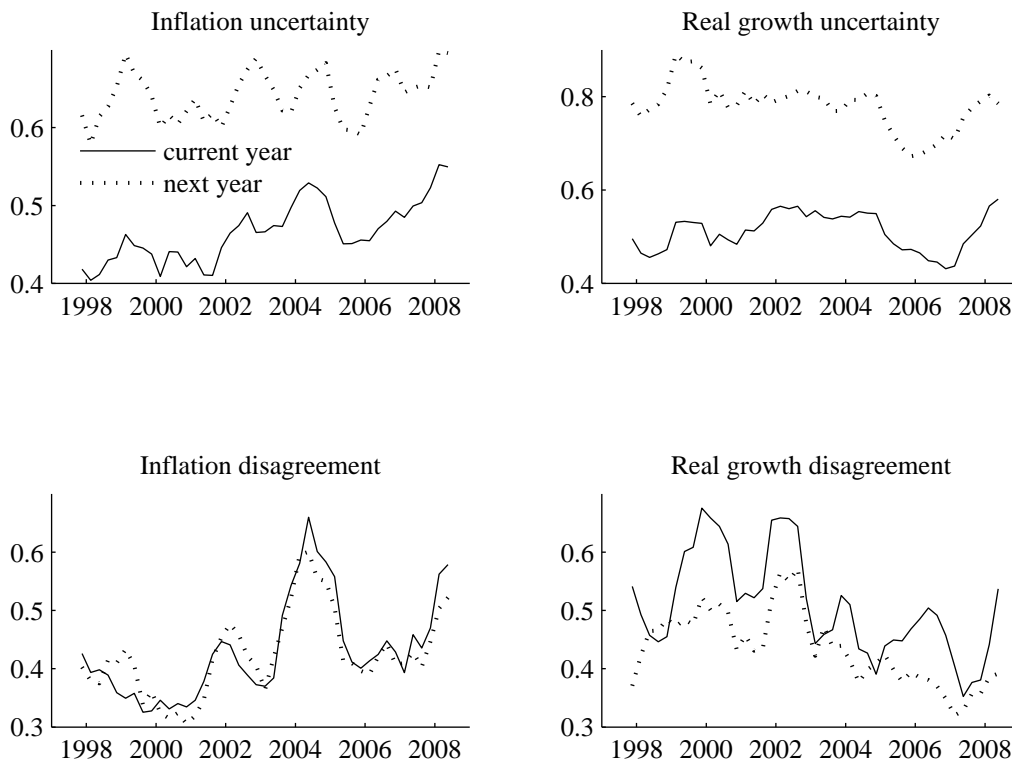 Inflation uncertainty
0.6
0.5
0.4
current year
next year
1998 2000 2002 2004 2006 2008
Real growth uncertainty
0.8
0.6
0.4
1998 2000 2002 2004 2006 2008
Inflation disagreement
0.6
0.5
0.4
0.3
1998 2000 2002 2004 2006 2008
Real growth disagreement
0.6
0.5
0.4
0.3
1998 2000 2002 2004 2006 2008